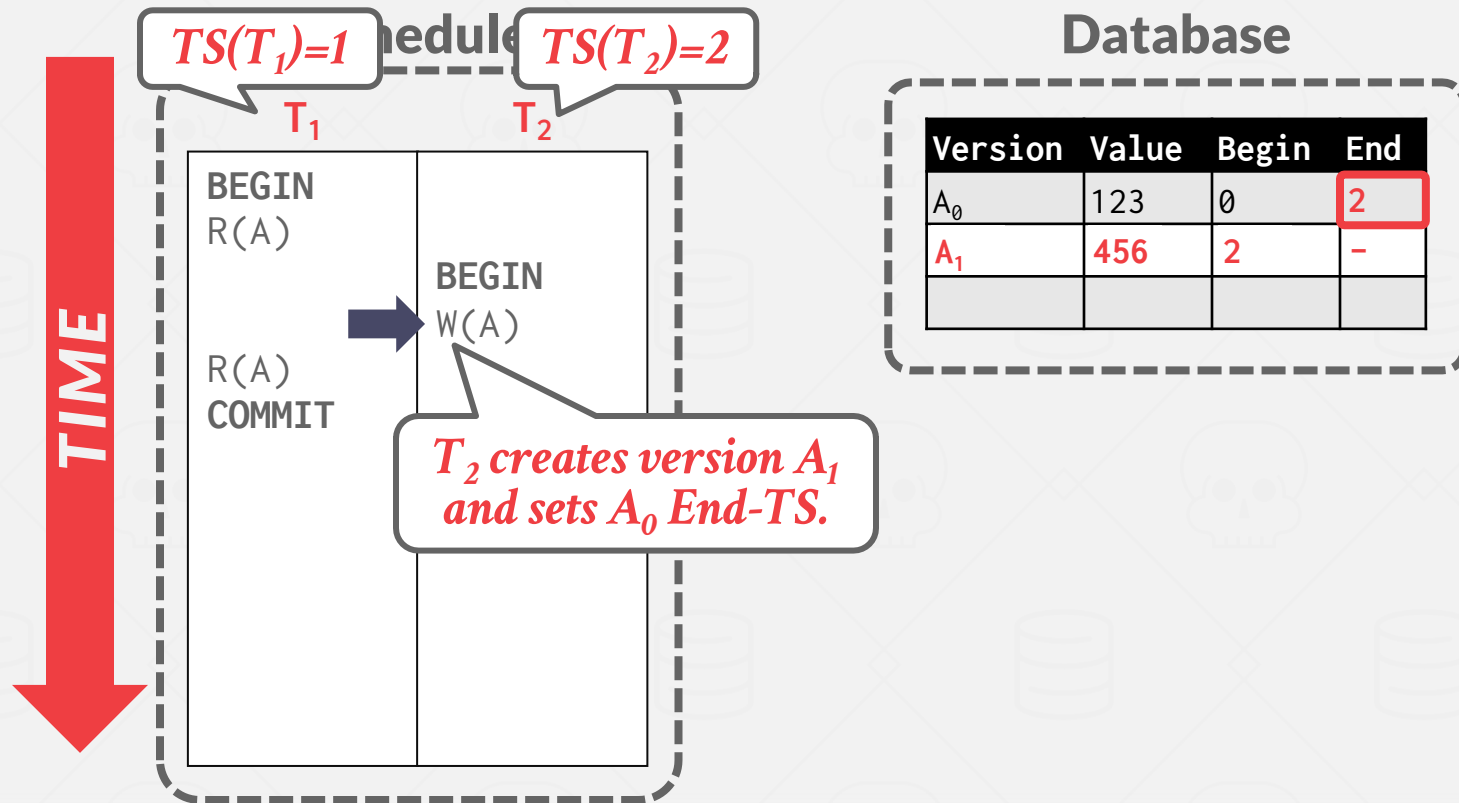 TS(T₁)=1
TS(T₂)=2
hedule
Database
TIME
T₁
T₂
BEGIN
R(A)
BEGIN
W(A)
R(A)
COMMIT
T₂ creates version A₁
and sets A₀ End-TS.
Version Value Begin End
A₀ 123 0 2
A₁ 456 2 –